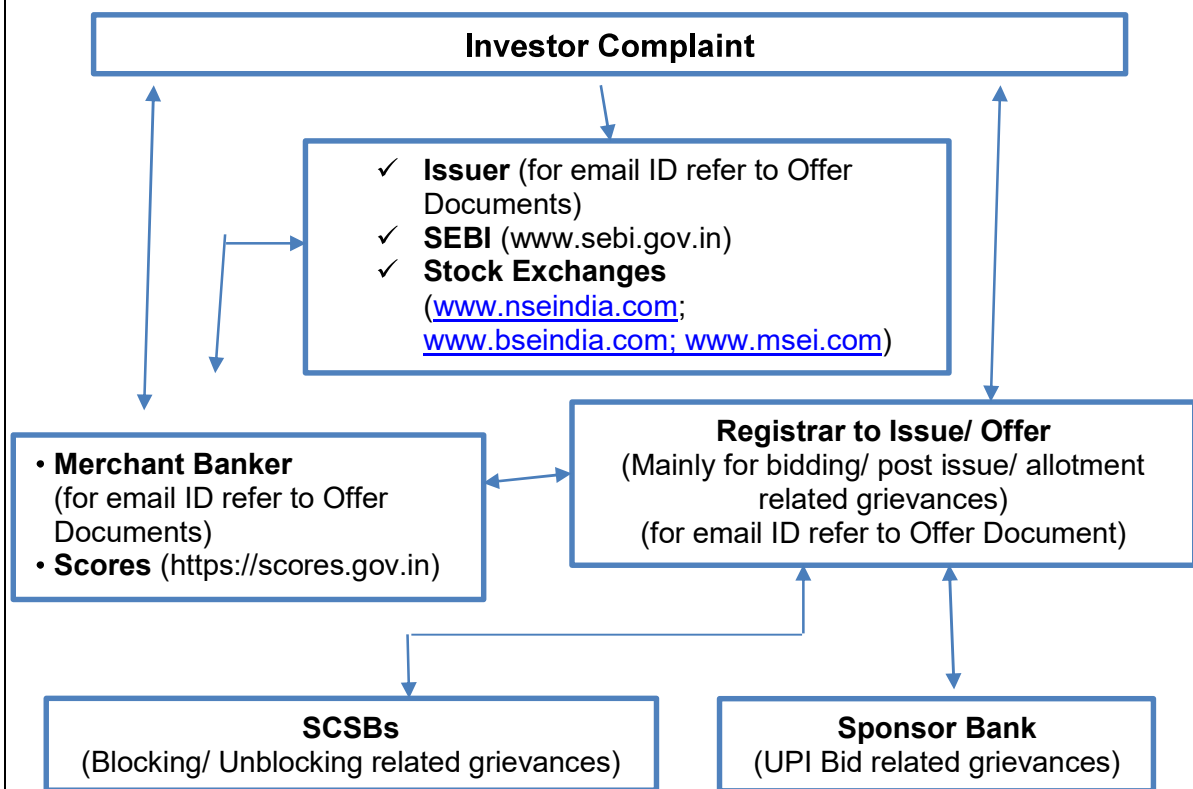 Investor Complaint
✓ Issuer (for email ID refer to Offer
Documents)
✓ SEBI (www.sebi.gov.in)
✓ Stock Exchanges
(www.nseindia.com;
www.bseindia.com; www.msei.com)
• Merchant Banker
(for email ID refer to Offer
Documents)
• Scores (https://scores.gov.in)
Registrar to Issue/ Offer
(Mainly for bidding/ post issue/ allotment
related grievances)
(for email ID refer to Offer Document)
SCSBs
(Blocking/ Unblocking related grievances)
Sponsor Bank
(UPI Bid related grievances)